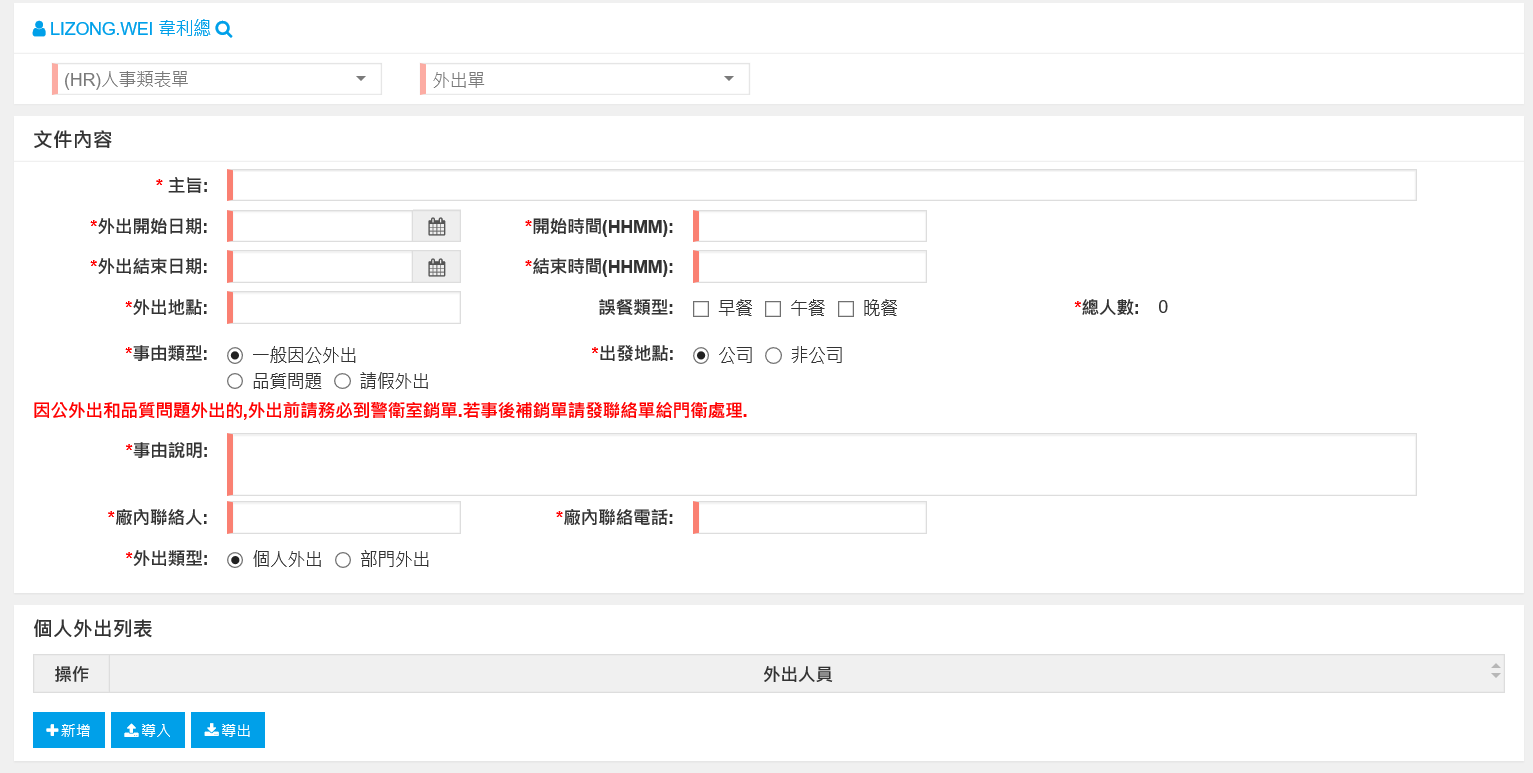 LIZONG.WEI 韋利總
(HR)人事類表單 外出單
文件內容
* 主旨:
*外出開始日期: *開始時間(HHMM):
*外出結束日期: *結束時間(HHMM):
*外出地點: 誤餐類型: 早餐 午餐 晚餐 *總人數: 0
*事由類型: 一般因公外出 *出發地點: 公司 非公司
品質問題 請假外出
因公外出和品質問題外出的,外出前請務必到警衛室銷單.若事後補銷單請發聯絡單給門衛處理.
*事由說明:
*廠內聯絡人: *廠內聯絡電話:
*外出類型: 個人外出 部門外出
個人外出列表
操作 外出人員
新增 導入 導出